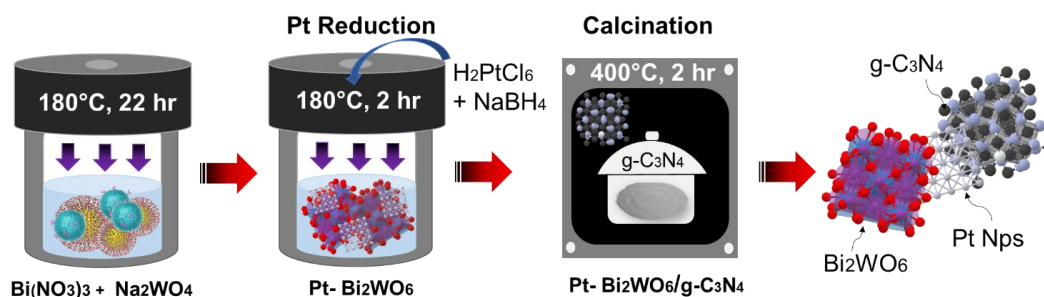 Pt Reduction
Calcination
180°C, 22 hr
180°C, 2 hr
H₂PtCl₆
+ NaBH₄
400°C, 2 hr
g-C₃N₄
g-C₃N₄
Pt Nps
Bi₂WO₆
Bi(NO₃)₃ + Na₂WO₄
Pt- Bi₂WO₆
Pt- Bi₂WO₆/g-C₃N₄